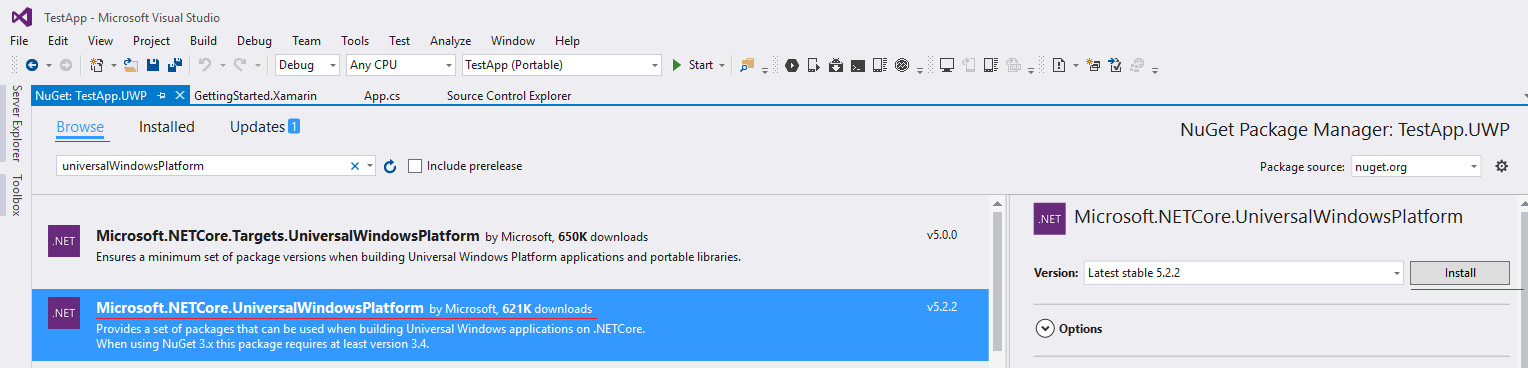 TestApp - Microsoft Visual Studio
File Edit View Project Build Debug Team Tools Test Analyze Window Help
Debug Any CPU TestApp (Portable) Start
NuGet: TestApp.UWP GettingStarted.Xamarin App.cs Source Control Explorer
Server Explorer
Toolbox
Browse Installed Updates 1
NuGet Package Manager: TestApp.UWP
universalWindowsPlatform Include prerelease
Package source: nuget.org
.NET
Microsoft.NETCore.Targets.UniversalWindowsPlatform by Microsoft, 650K downloads v5.0.0
Ensures a minimum set of package versions when building Universal Windows Platform applications and portable libraries.
.NET
Microsoft.NETCore.UniversalWindowsPlatform by Microsoft, 621K downloads v5.2.2
Provides a set of packages that can be used when building Universal Windows applications on .NETCore.
When using NuGet 3.x this package requires at least version 3.4.
.NET
Microsoft.NETCore.UniversalWindowsPlatform
Version: Latest stable 5.2.2 Install
Options